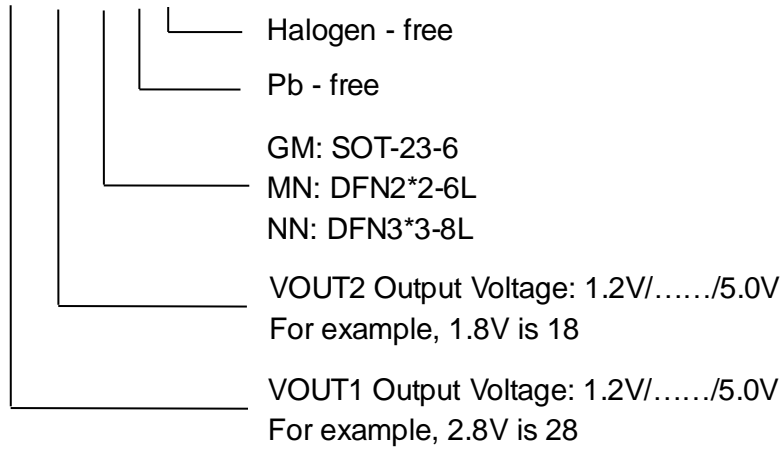 Halogen - free
Pb - free
GM: SOT-23-6
MN: DFN2*2-6L
NN: DFN3*3-8L
VOUT2 Output Voltage: 1.2V/……/5.0V
For example, 1.8V is 18
VOUT1 Output Voltage: 1.2V/……/5.0V
For example, 2.8V is 28